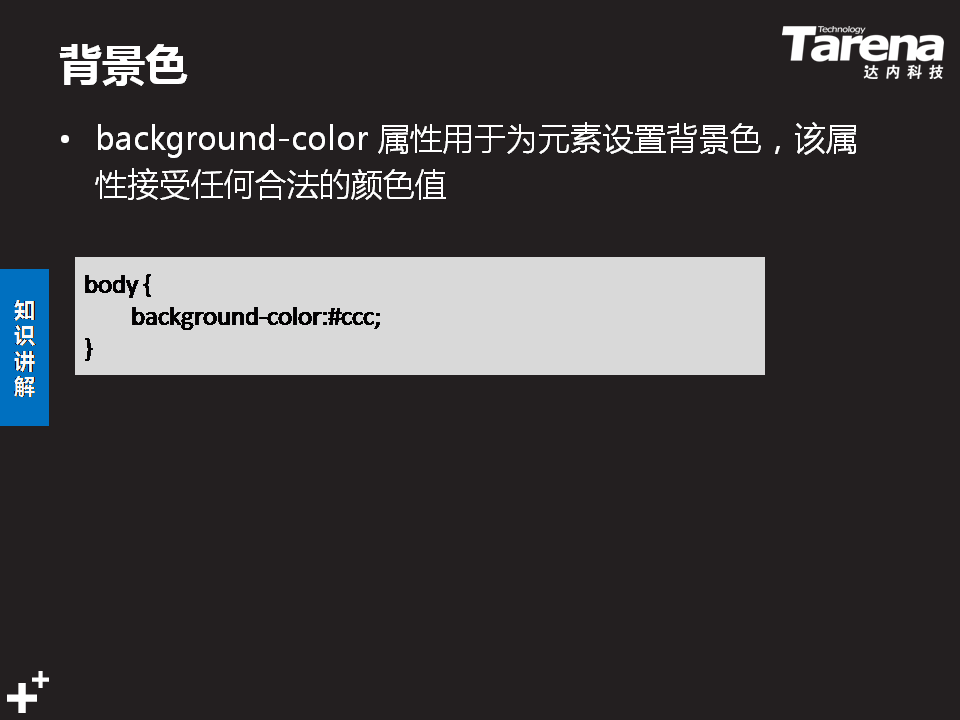 背景色
Technology
Tarena
达内科技
• background-color 属性用于为元素设置背景色，该属
性接受任何合法的颜色值
body {
background-color:#ccc;
}
知识讲解